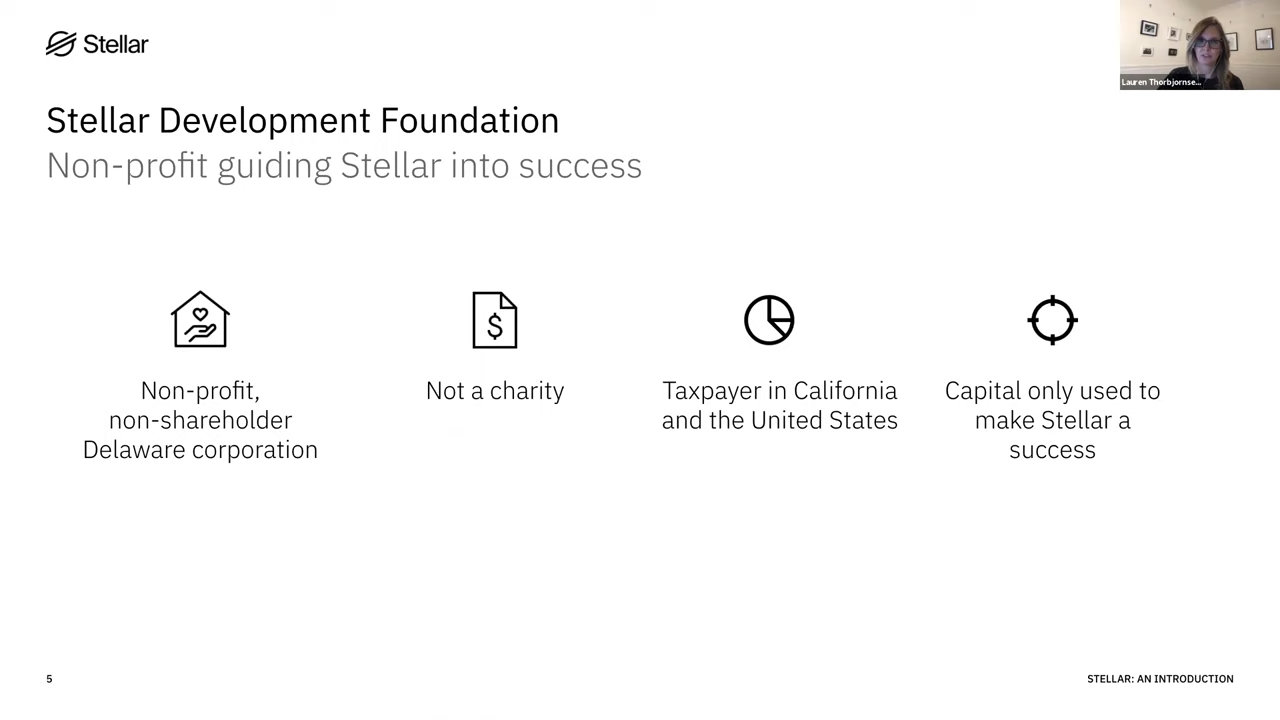 Stellar
Lauren Thorbjornse...
Stellar Development Foundation
Non-profit guiding Stellar into success
$
Non-profit,
non-shareholder
Delaware corporation
Not a charity
Taxpayer in California
and the United States
Capital only used to
make Stellar a
success
5
STELLAR: AN INTRODUCTION